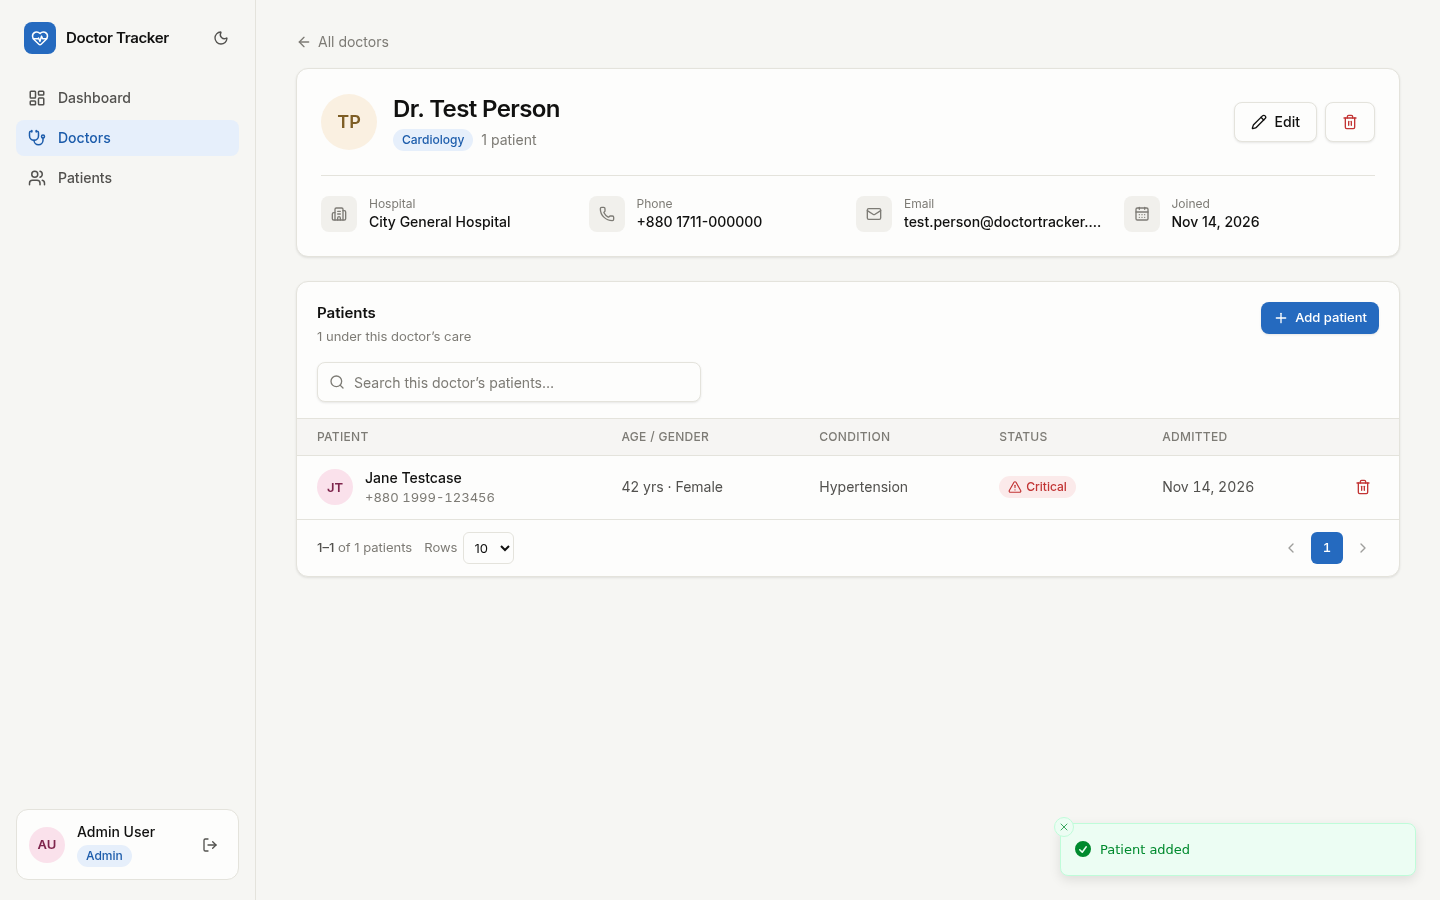 Doctor Tracker
Dashboard
Doctors
Patients
AU
Admin User
Admin
All doctors
TP
Dr. Test Person
Cardiology
1 patient
Edit
Hospital
City General Hospital
Phone
+880 1711-000000
Email
test.person@doctortracker....
Joined
Nov 14, 2026
Patients
1 under this doctor’s care
Add patient
Search this doctor’s patients...
PATIENT AGE / GENDER CONDITION STATUS ADMITTED
JT
Jane Testcase
+880 1999-123456
42 yrs · Female
Hypertension
Critical
Nov 14, 2026
1–1 of 1 patients
Rows
10
1
Patient added